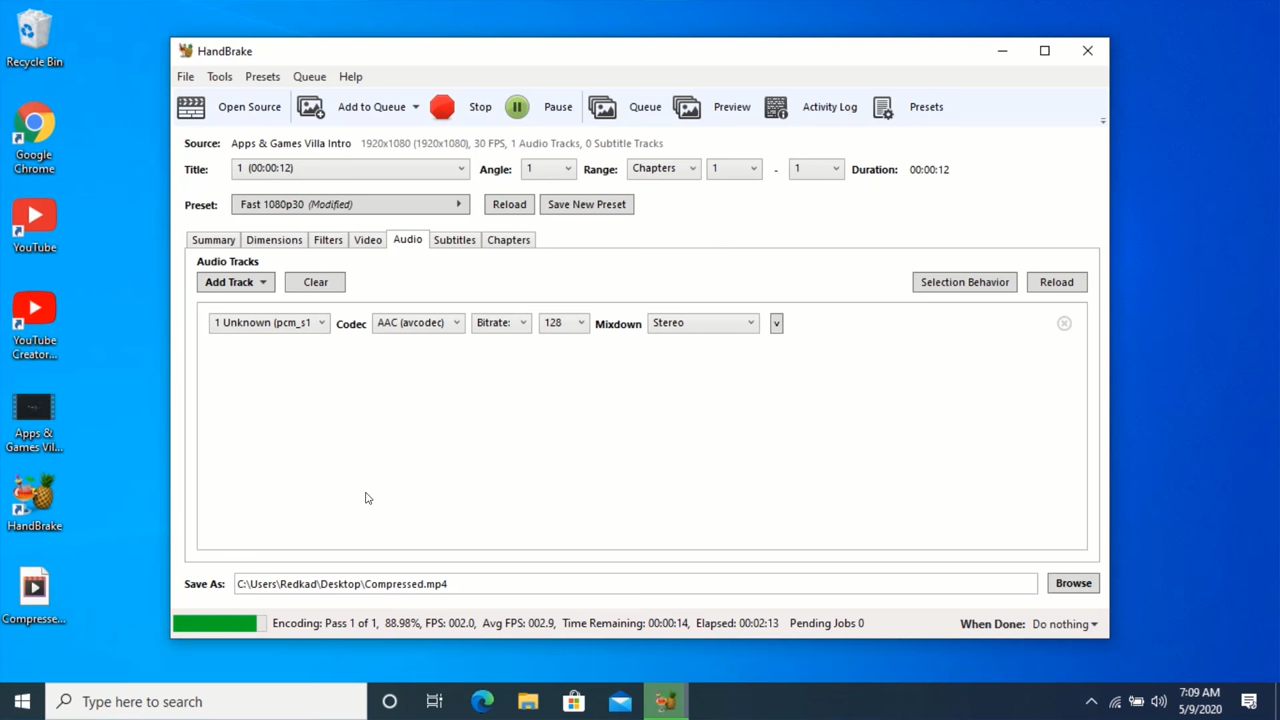 Recycle Bin
Google
Chrome
YouTube
YouTube
Creator...
Apps &
Games Vil...
HandBrake
Compresse...
HandBrake
File Tools Presets Queue Help
Open Source Add to Queue Stop Pause Queue Preview Activity Log Presets
Source: Apps & Games Villa Intro 1920x1080 (1920x1080), 30 FPS, 1 Audio Tracks, 0 Subtitle Tracks
Title: 1 (00:00:12) Angle: 1 Range: Chapters 1 - 1 Duration: 00:00:12
Preset: Fast 1080p30 (Modified) Reload Save New Preset
Summary Dimensions Filters Video Audio Subtitles Chapters
Audio Tracks
Add Track Clear Selection Behavior Reload
1 Unknown (pcm_s1 Codec AAC (avcodec) Bitrate: 128 Mixdown Stereo v
Save As: C:\Users\Redkad\Desktop\Compressed.mp4 Browse
Encoding: Pass 1 of 1, 88.98%, FPS: 002.0, Avg FPS: 002.9, Time Remaining: 00:00:14, Elapsed: 00:02:13 Pending Jobs 0 When Done: Do nothing
Type here to search
7:09 AM
5/9/2020